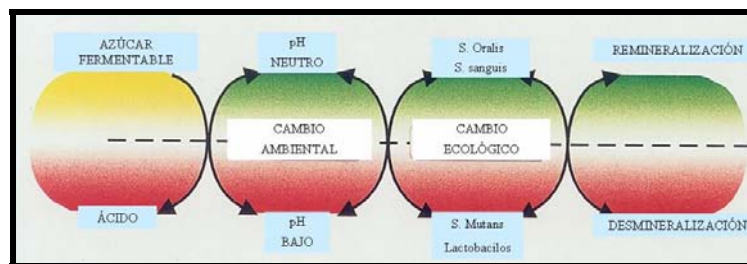 AZÚCAR
FERMENTABLE
ÁCIDO
pH
NEUTRO
CAMBIO
AMBIENTAL
pH
BAJO
S. Oralis
S. sanguis
CAMBIO
ECOLÓGICO
S. Mutans
Lactobacilos
REMINERALIZACIÓN
DESMINERALIZACIÓN